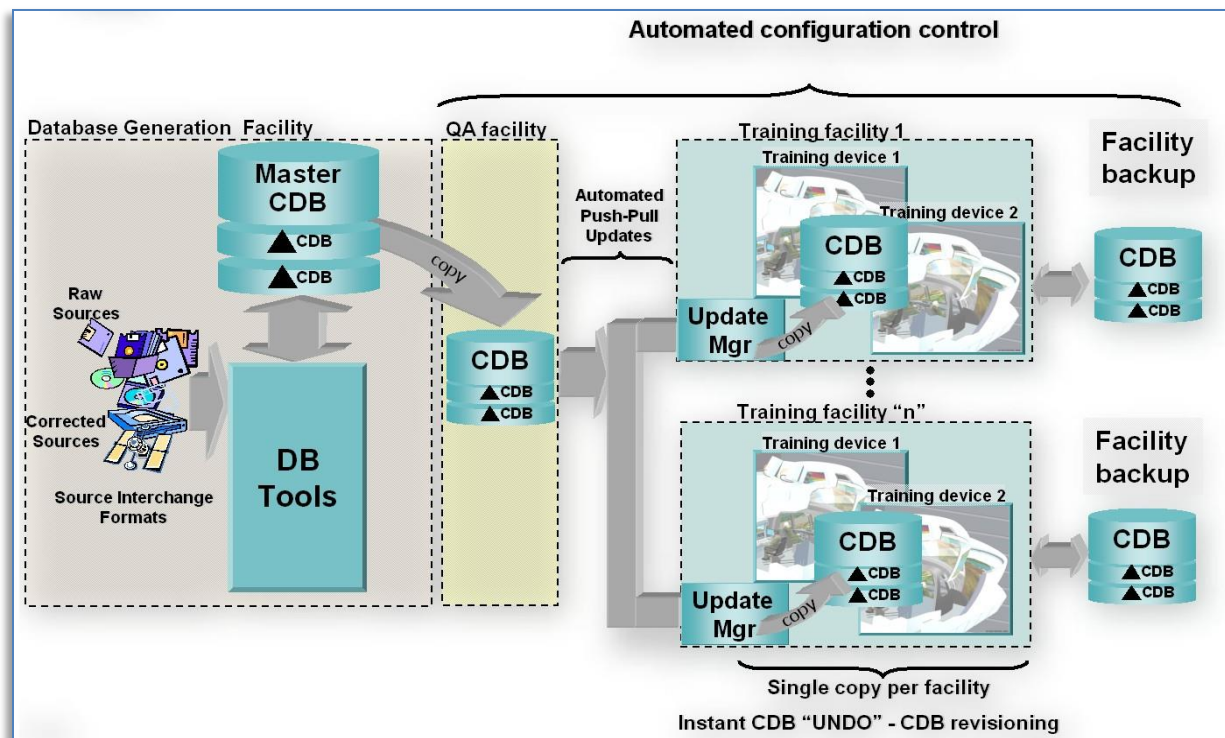 Automated configuration control
Database Generation Facility
QA facility
Training facility 1
Facility
backup
Master
CDB
▲CDB
▲CDB
Training device 1
Training device 2
Automated
Push-Pull
Updates
copy
Raw
Sources
Corrected
Sources
Source Interchange
Formats
DB
Tools
CDB
▲CDB
▲CDB
Update
Mgr
copy
CDB
▲CDB
▲CDB
CDB
▲CDB
▲CDB
Training facility “n”
Training device 1
Training device 2
Facility
backup
Update
Mgr
copy
CDB
▲CDB
▲CDB
CDB
▲CDB
▲CDB
Single copy per facility
Instant CDB “UNDO” - CDB revisioning